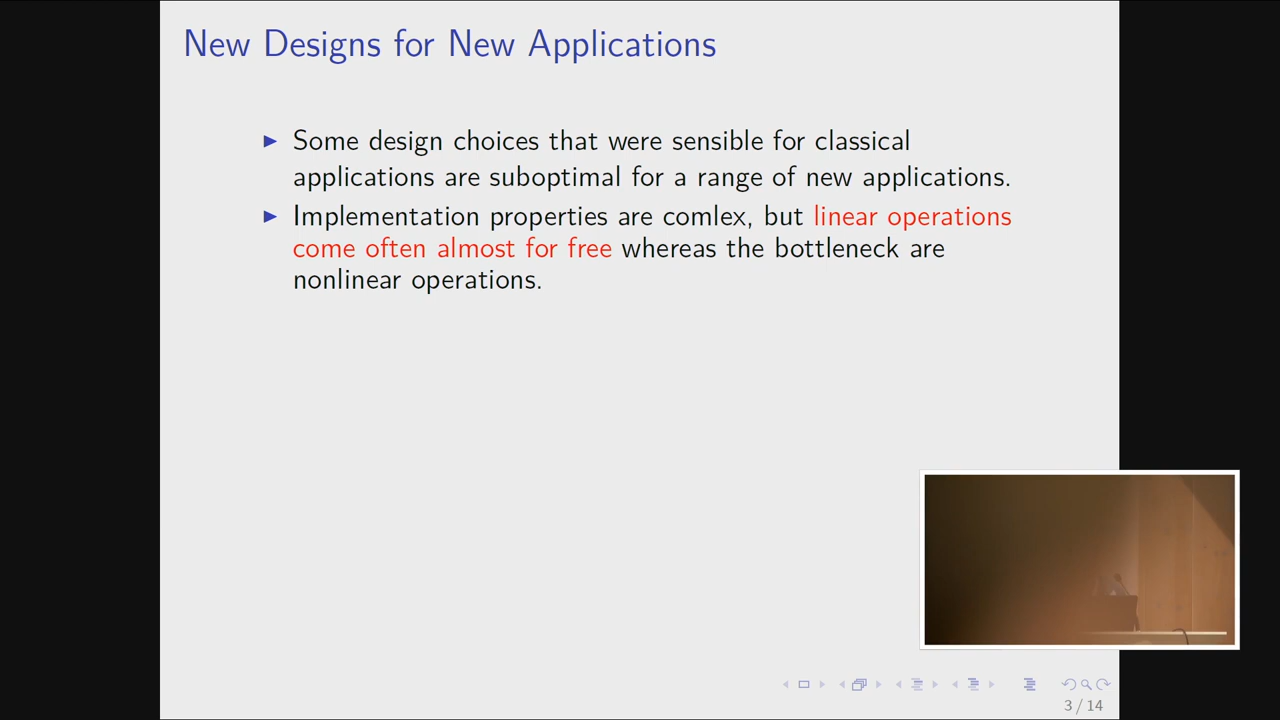 New Designs for New Applications
Some design choices that were sensible for classical
applications are suboptimal for a range of new applications.
Implementation properties are comlex, but linear operations
come often almost for free whereas the bottleneck are
nonlinear operations.
3 / 14